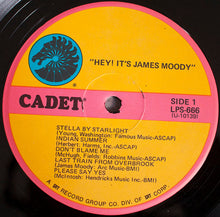 "HEY! IT'S JAMES MOODY"
CADET
SIDE 1
LPS-666
(U-10139)
STELLA BY STARLIGHT
(Young, Washington: Famous Music-ASCAP)
INDIAN SUMMER
(Herbert: Harms, Inc.-ASCAP)
DON'T BLAME ME
(McHugh, Fields: Robbins Music-ASCAP)
LAST TRAIN FROM OVERBROOK
(James Moody: Arc Music-BMI)
PLEASE SAY YES
(McIntosh: Hendricks Music Inc-BMI)
RECORD GROUP CO. DIV. OF CORP.